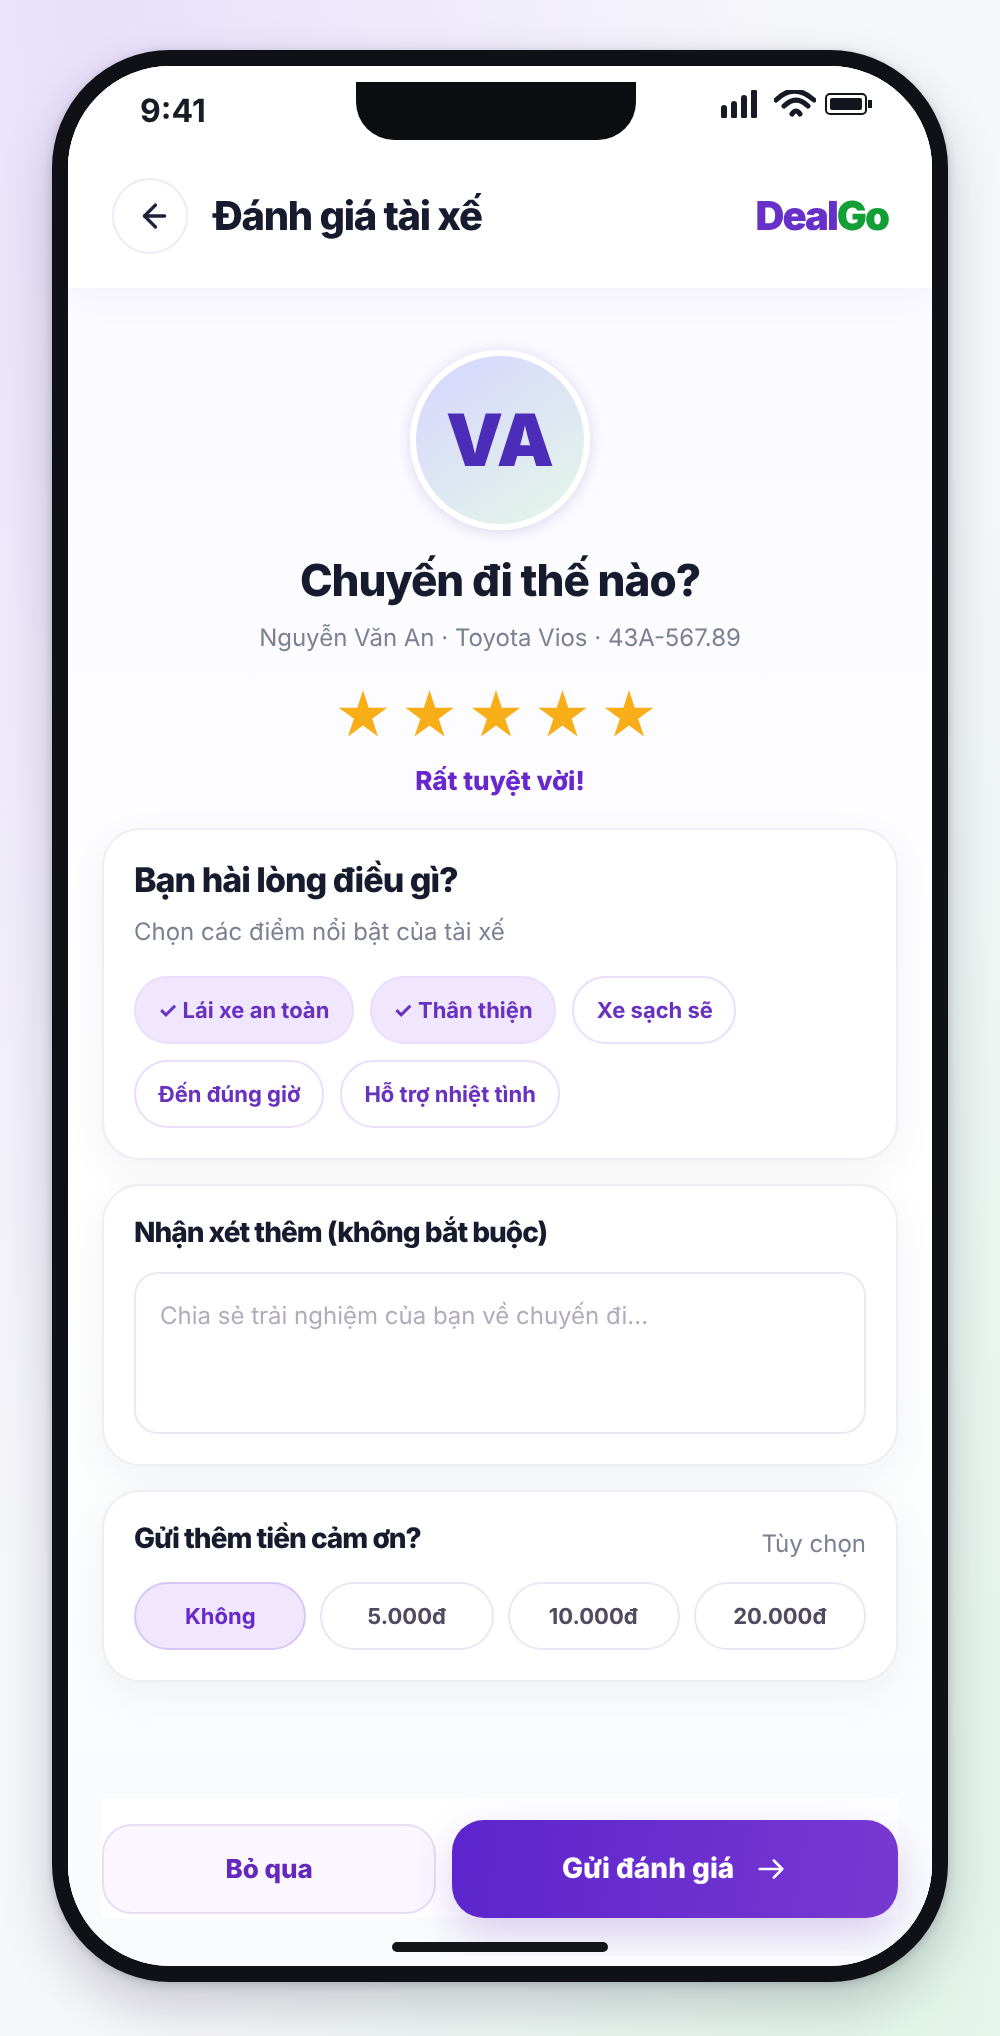 9:41
Đánh giá tài xế
DealGo
VA
Chuyến đi thế nào?
Nguyễn Văn An · Toyota Vios · 43A-567.89
★ ★ ★ ★ ★
Rất tuyệt vời!
Bạn hài lòng điều gì?
Chọn các điểm nổi bật của tài xế
✓ Lái xe an toàn ✓ Thân thiện Xe sạch sẽ
Đến đúng giờ Hỗ trợ nhiệt tình
Nhận xét thêm (không bắt buộc)
Chia sẻ trải nghiệm của bạn về chuyến đi...
Gửi thêm tiền cảm ơn? Tùy chọn
Không 5.000đ 10.000đ 20.000đ
Bỏ qua Gửi đánh giá →